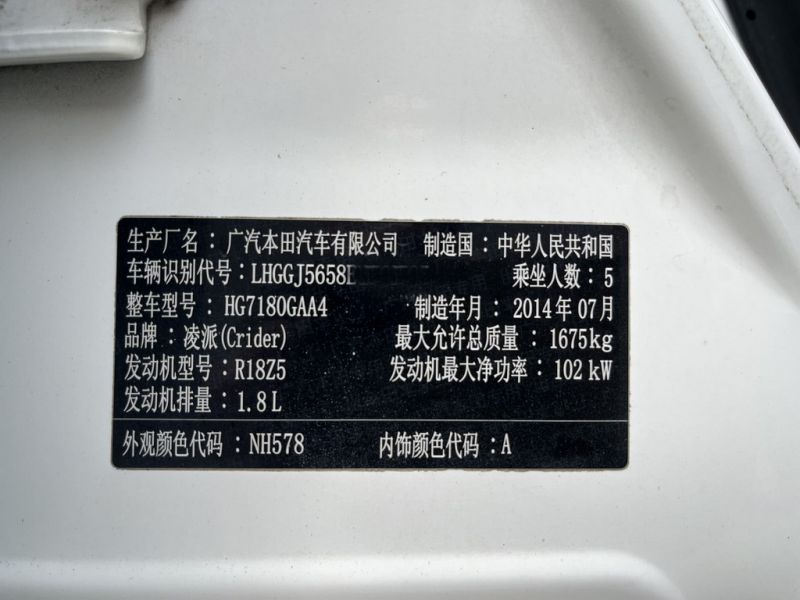 生产厂名：广汽本田汽车有限公司 制造国：中华人民共和国
车辆识别代号：LHGGJ5658 乘坐人数：5
整车型号：HG7180GAA4 制造年月：2014年07月
品牌：凌派(Crider) 最大允许总质量：1675kg
发动机型号：R18Z5 发动机最大净功率：102kW
发动机排量：1.8L
外观颜色代码：NH578 内饰颜色代码：A